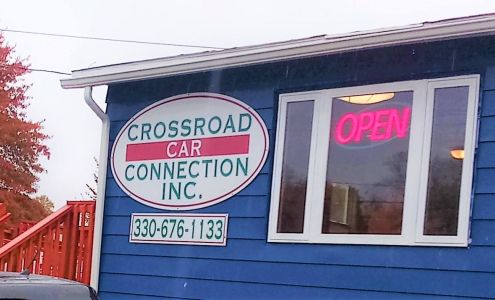 CROSSROAD
CAR
CONNECTION
INC.
330-676-1133
OPEN